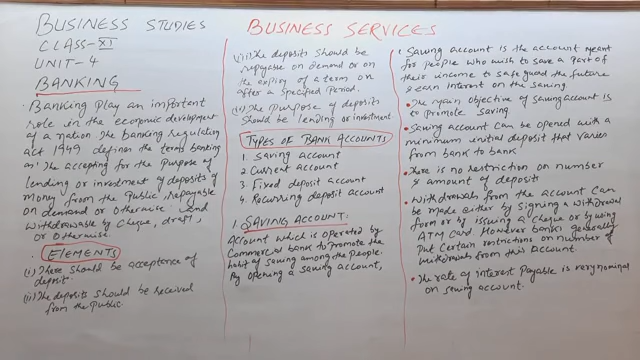 BUSINESS STUDIES
CLASS-XI
UNIT-4
BANKING
Banking play an important
role in the economic development
of a nation. The banking regulation
act 1949 defines the terms banking
as' The accepting for the purpose of
lending or investment of deposits of
money from the Public, repayable
on demand or otherwise and
withdrawable by Cheque, draft,
or otherwise.
ELEMENTS
(i) There should be acceptance of
deposit.
(ii) The deposits should be received
from the Public.
BUSINESS SERVICES
(iii) The deposits should be
repayable on demand or on
the expiry of a term or
after a specified Period.
(iv) The purpose of deposits
should be lending or investment
TYPES OF BANK ACCOUNTS
1. Saving account
2. Current account
3. Fixed deposit account
4. Recurring deposit account
1. SAVING ACCOUNT:
Account which is operated by
Commercial bank to promote the
habit of saving among the people.
By opening a saving account,
Saving account is the account meant
for people who wish to save a part of
their income to safe guard the future
& earn interest on the saving
The main objective of saving account is
to promote saving.
Saving account can be opened with a
minimum initial deposit that varies
from bank to bank
There is no restriction on number
& amount of deposits
Withdrawals from the account can
be made either by signing a withdrawal
form or by issuing a cheque or by using
ATM card. However banks generally
Put certain restrictions on number of
withdrawals from this Account.
The rate of interest Payable is very nominal
on saving account.